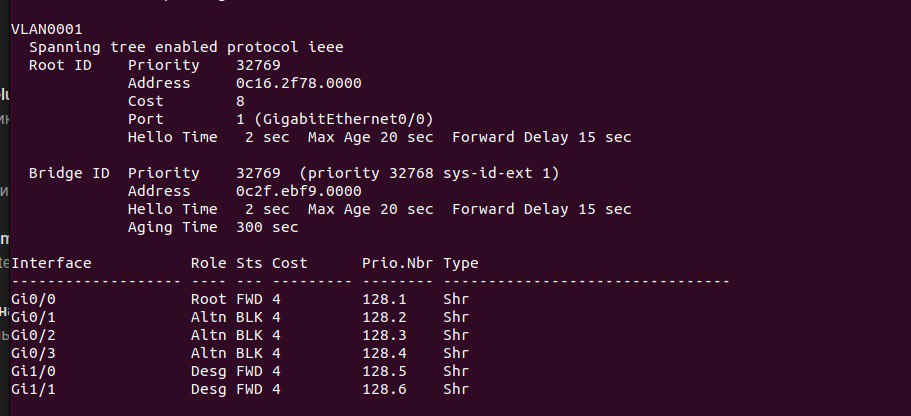 VLAN0001
  Spanning tree enabled protocol ieee
  Root ID    Priority    32769
             Address     0c16.2f78.0000
             Cost        8
             Port        1 (GigabitEthernet0/0)
             Hello Time   2 sec  Max Age 20 sec  Forward Delay 15 sec

  Bridge ID  Priority    32769  (priority 32768 sys-id-ext 1)
             Address     0c2f.ebf9.0000
             Hello Time   2 sec  Max Age 20 sec  Forward Delay 15 sec
             Aging Time  300 sec

Interface           Role Sts Cost      Prio.Nbr Type
------------------- ---- --- --------- -------- --------------------------------
Gi0/0               Root FWD 4         128.1    Shr
Gi0/1               Altn BLK 4         128.2    Shr
Gi0/2               Altn BLK 4         128.3    Shr
Gi0/3               Altn BLK 4         128.4    Shr
Gi1/0               Desg FWD 4         128.5    Shr
Gi1/1               Desg FWD 4         128.6    Shr